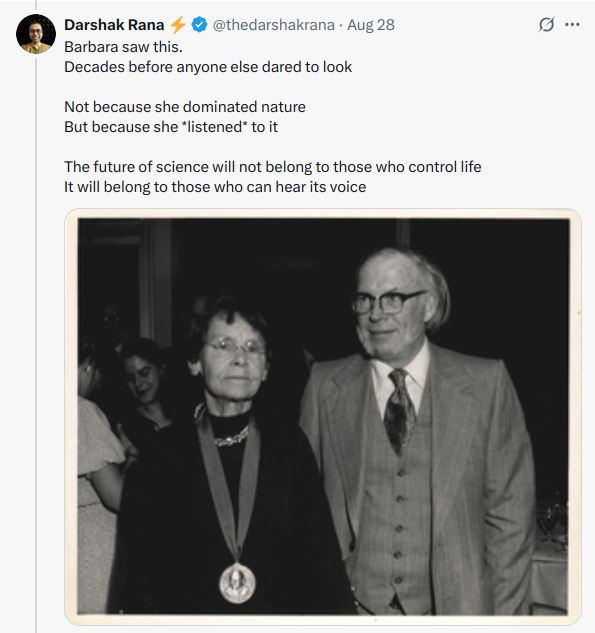 Darshak Rana ⚡ @thedarshakrana · Aug 28
Barbara saw this.
Decades before anyone else dared to look
Not because she dominated nature
But because she *listened* to it
The future of science will not belong to those who control life
It will belong to those who can hear its voice